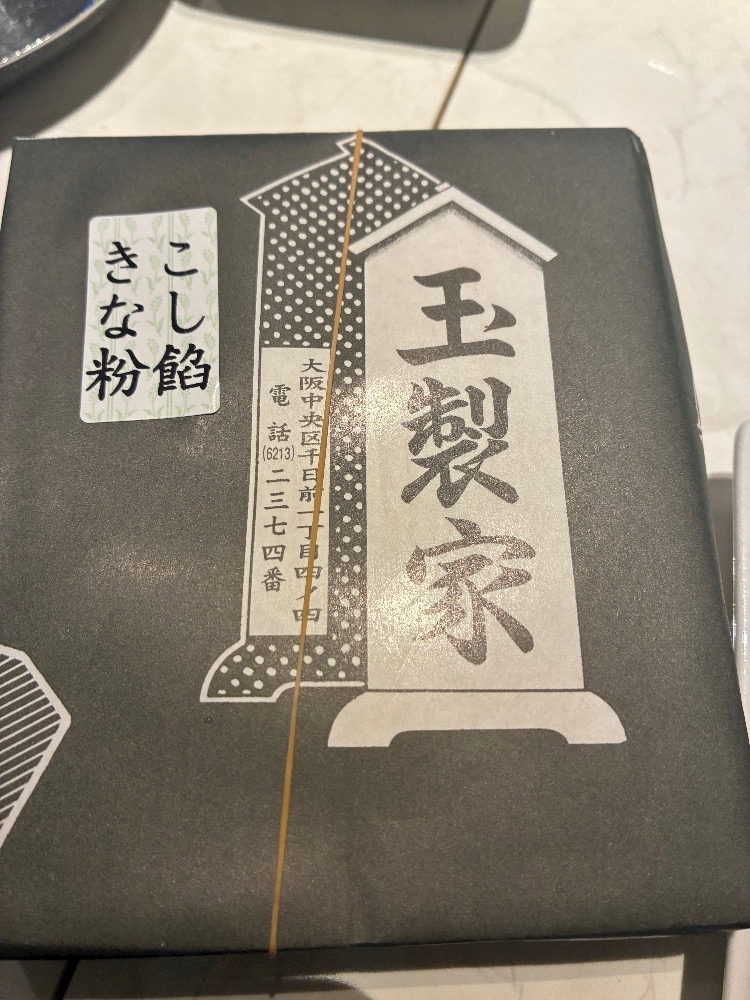 こし餡
きな粉
玉製家
大阪中央区千日前一丁目四ノ四
電話(6213)二三七四番